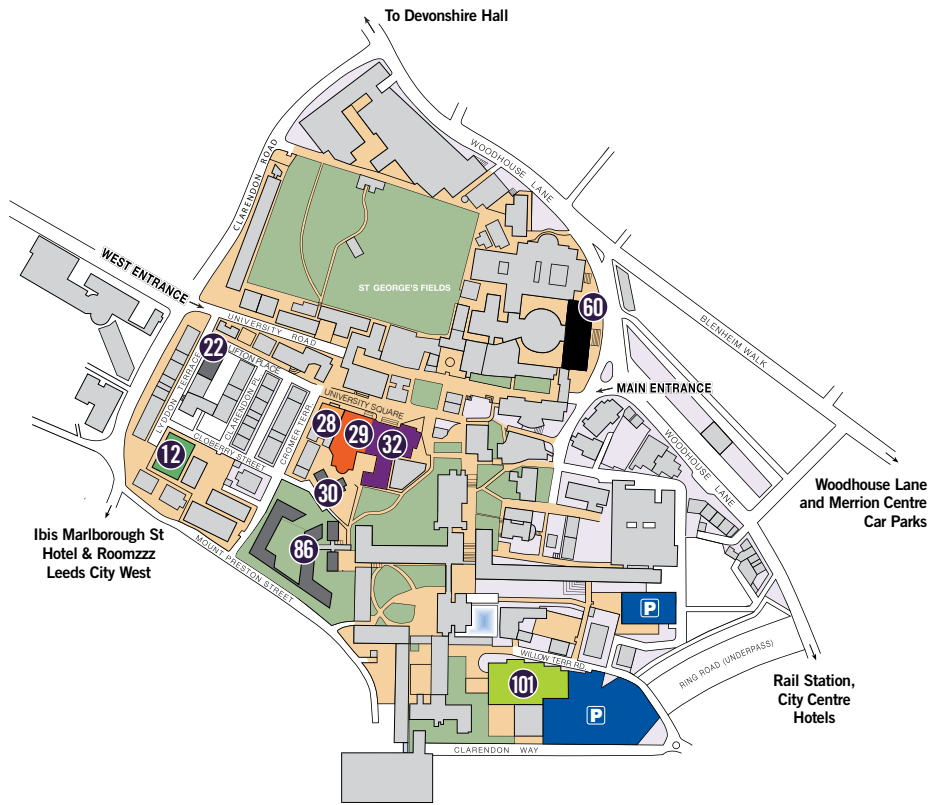 To Devonshire Hall
WOODHOUSE LANE
CLARENDON ROAD
WEST ENTRANCE
ST GEORGE'S FIELDS
60
BLENHEIM WALK
UNIVERSITY ROAD
22
LIFTON PLACE
LYDDON TERRACE
CLARENDON PL
MAIN ENTRANCE
UNIVERSITY SQUARE
CROMER TERR
28
29
32
CLOBERRY STREET
12
WOODHOUSE LANE
30
Woodhouse Lane
and Merrion Centre
Car Parks
Ibis Marlborough St
Hotel & Roomzzz
Leeds City West
86
MOUNT PRESTON STREET
P
WILLOW TERR RD
RING ROAD (UNDERPASS)
101
P
Rail Station,
City Centre
Hotels
CLARENDON WAY